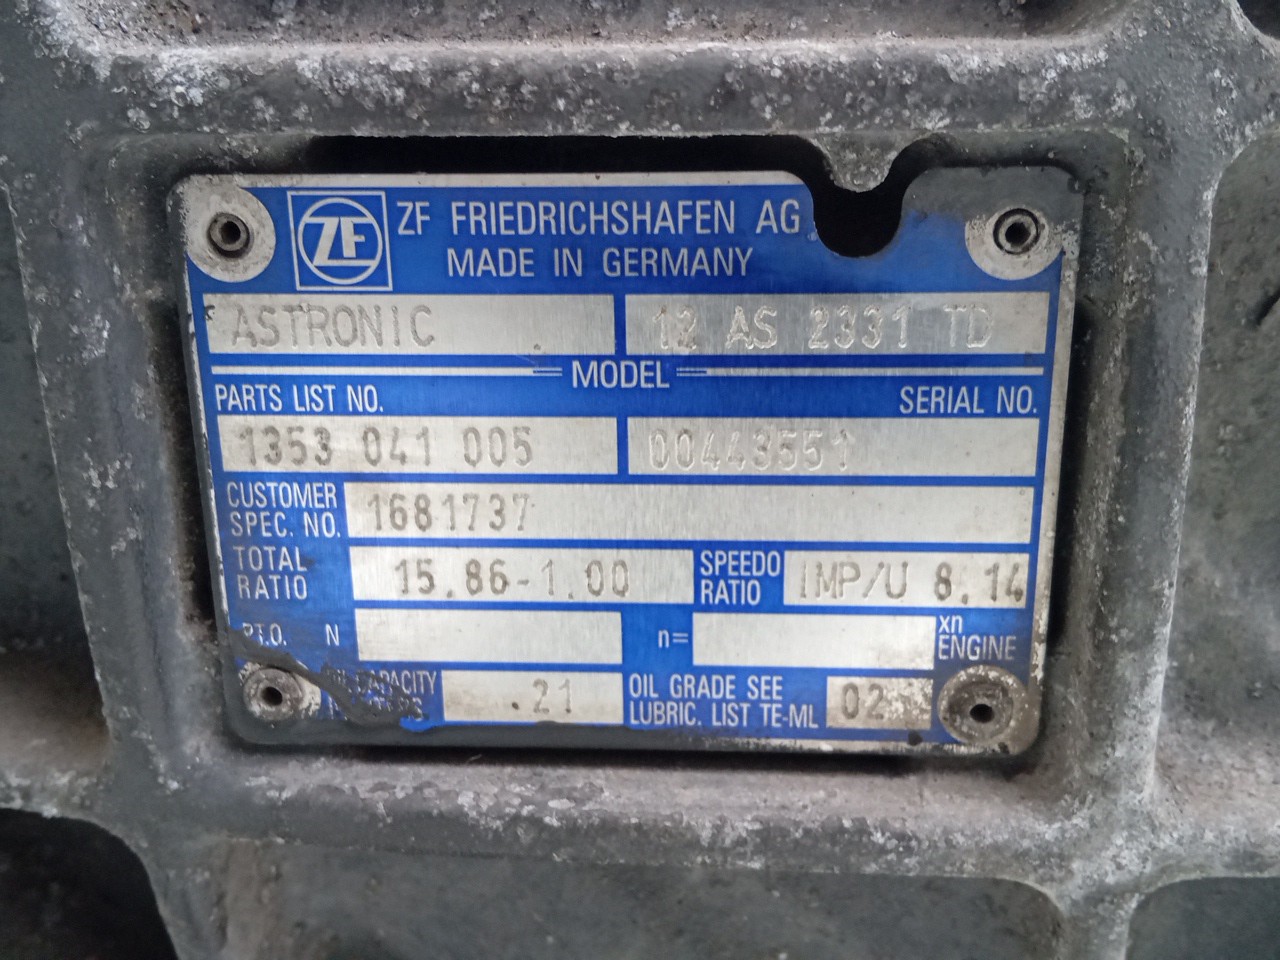 ZF
ZF FRIEDRICHSHAFEN AG
MADE IN GERMANY
ASTRONIC 12 AS 2331 TD
MODEL
PARTS LIST NO. SERIAL NO.
1353 041 005 00443551
CUSTOMER SPEC. NO. 1681737
TOTAL RATIO 15.86-1.00 SPEEDO RATIO IMP/U 8.14
P.T.O. N n= xn ENGINE
OIL CAPACITY .21 OIL GRADE SEE LUBRIC. LIST TE-ML 02